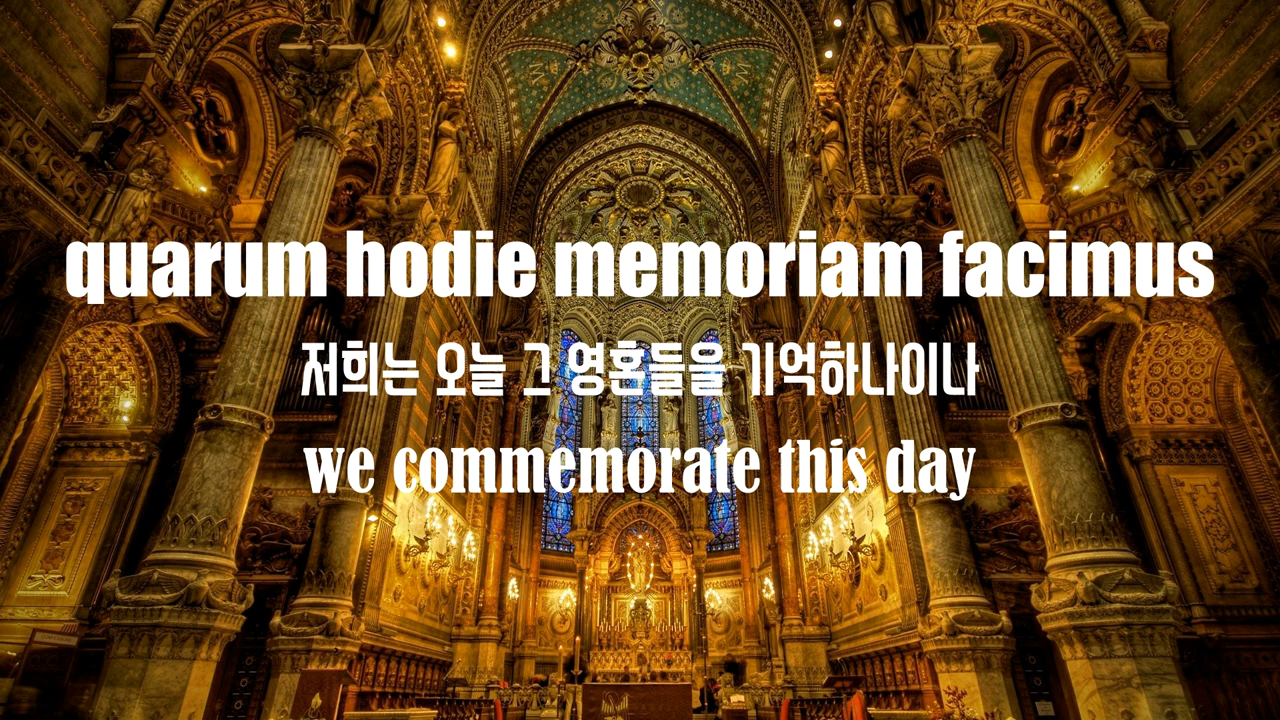 quarum hodie memoriam facimus
저희는 오늘 그 영혼들을 기억하나이나
we commemorate this day